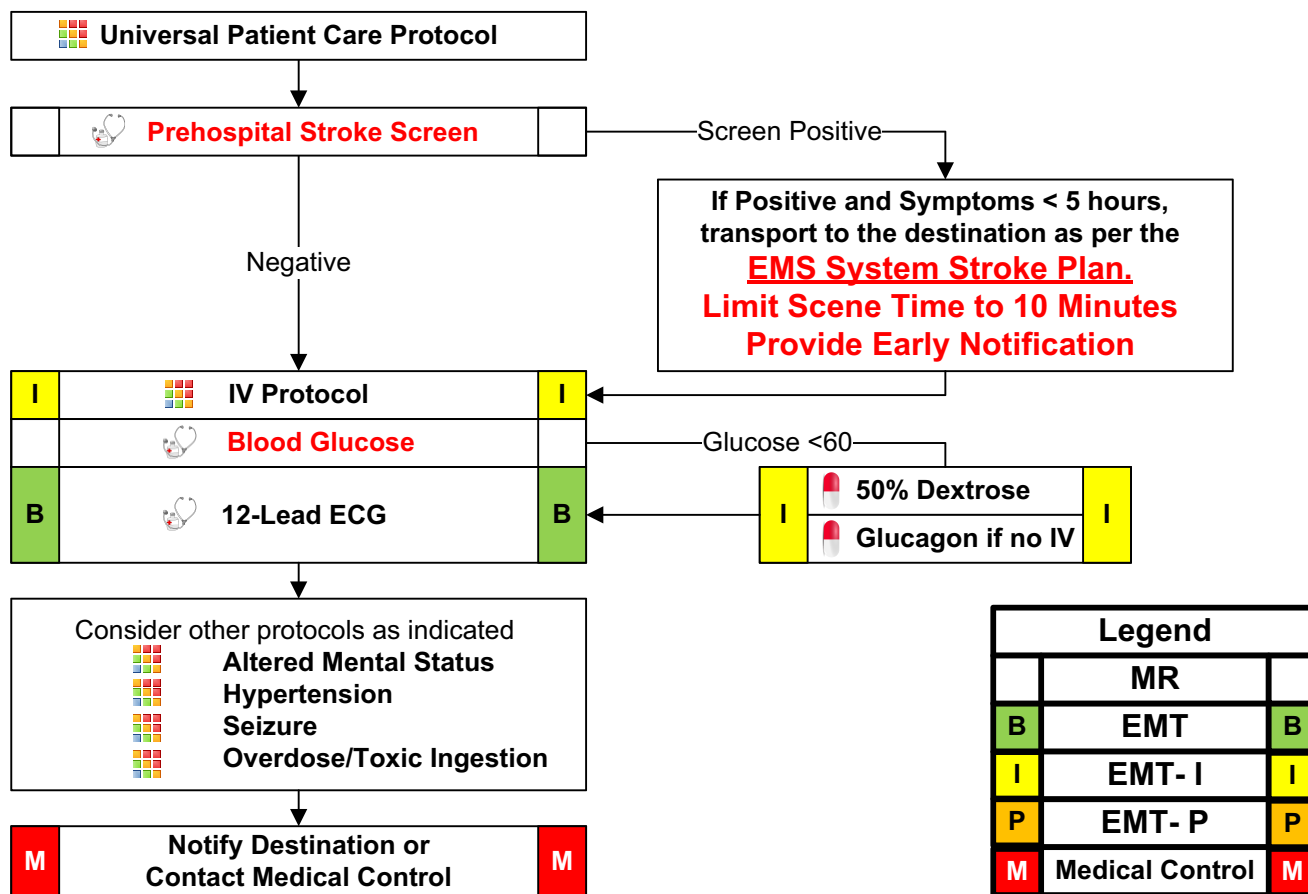 Universal Patient Care Protocol
Prehospital Stroke Screen
Screen Positive
If Positive and Symptoms < 5 hours,
transport to the destination as per the
EMS System Stroke Plan.
Limit Scene Time to 10 Minutes
Provide Early Notification
Negative
I IV Protocol I
Blood Glucose
Glucose <60
B 12-Lead ECG B
I 50% Dextrose I
Glucagon if no IV
Consider other protocols as indicated
Altered Mental Status
Hypertension
Seizure
Overdose/Toxic Ingestion
M Notify Destination or M
Contact Medical Control
Legend
MR
B EMT B
I EMT- I I
P EMT- P P
M Medical Control M